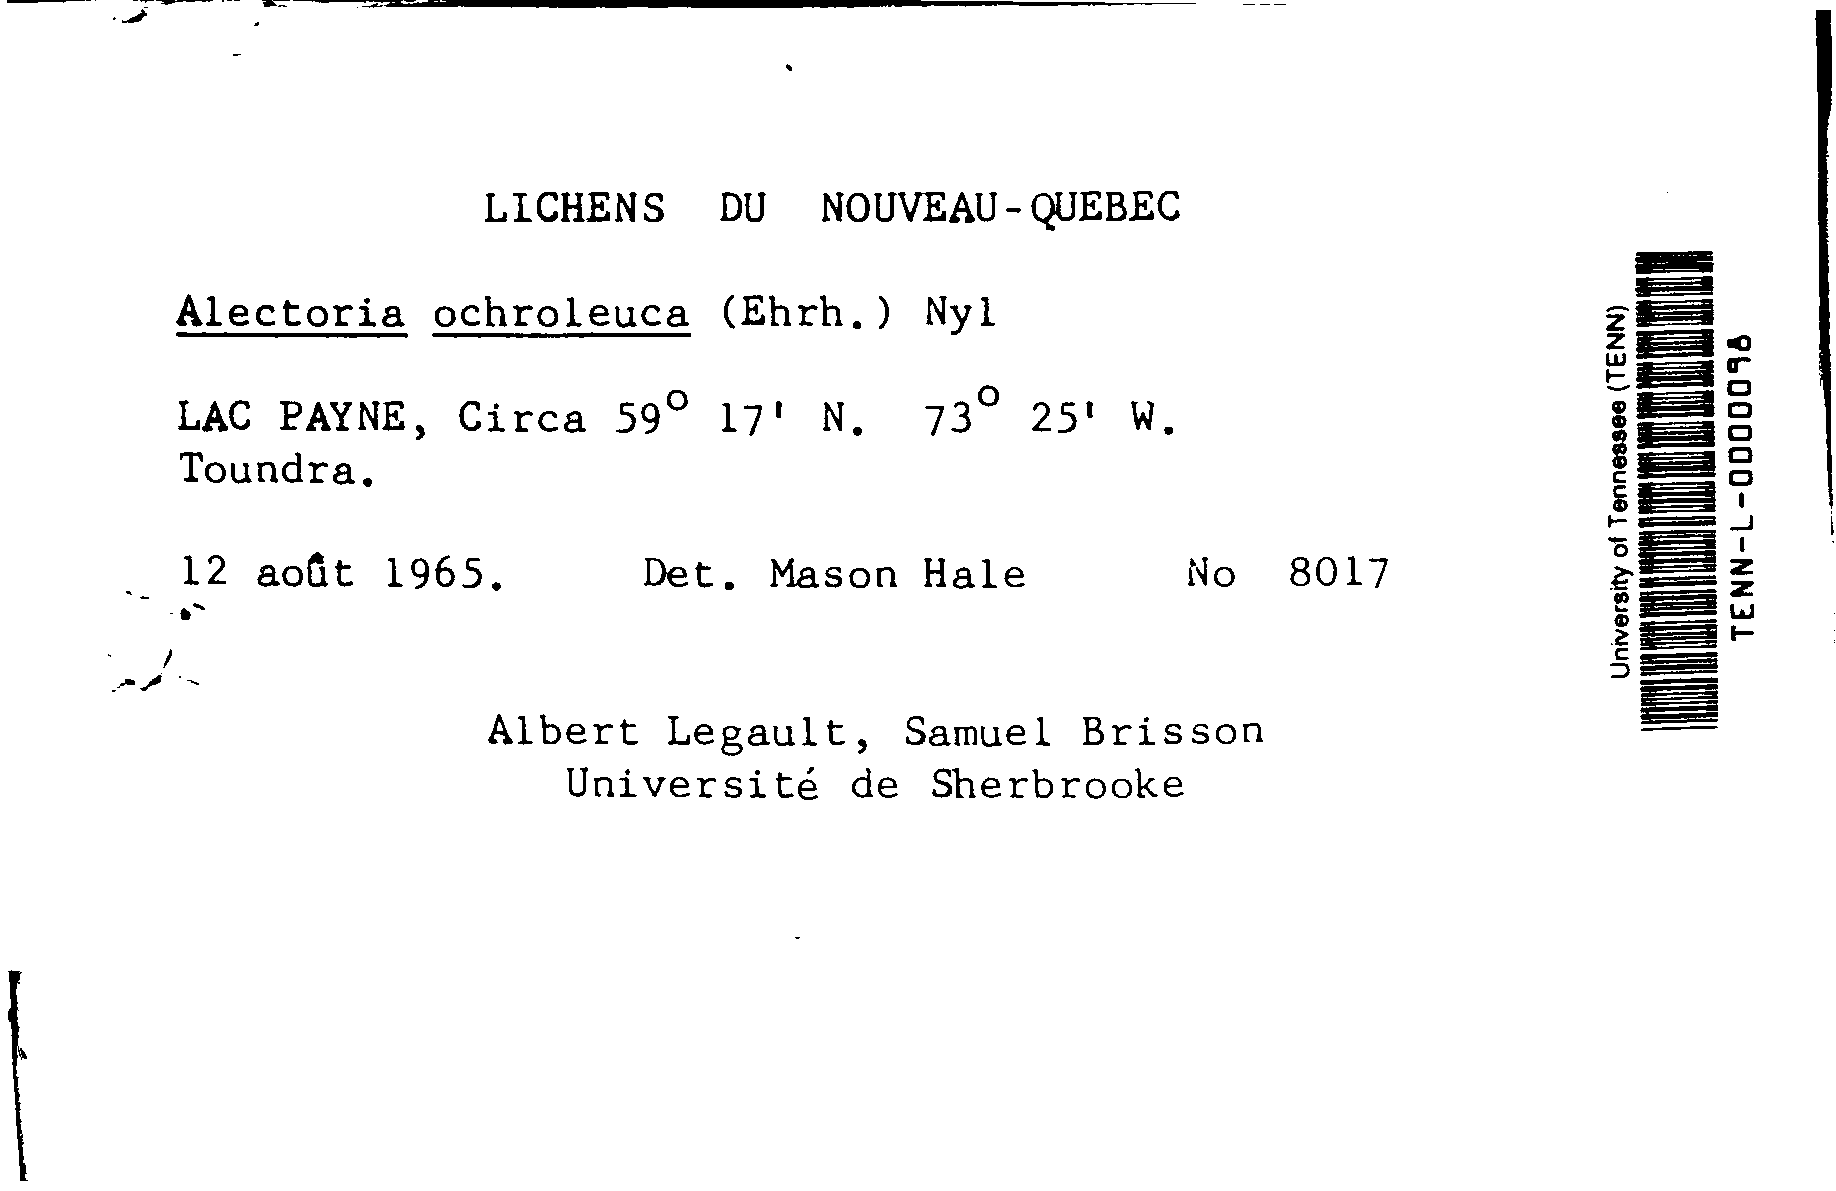 LICHENS DU NOUVEAU-QUEBEC
Alectoria ochroleuca (Ehrh.) Nyl
LAC PAYNE, Circa 59° 17' N. 73° 25' W.
Toundra.
12 août 1965. Det. Mason Hale No 8017
Albert Legault, Samuel Brisson
Université de Sherbrooke
University of Tennessee (TENN)
TENN-L-0000098